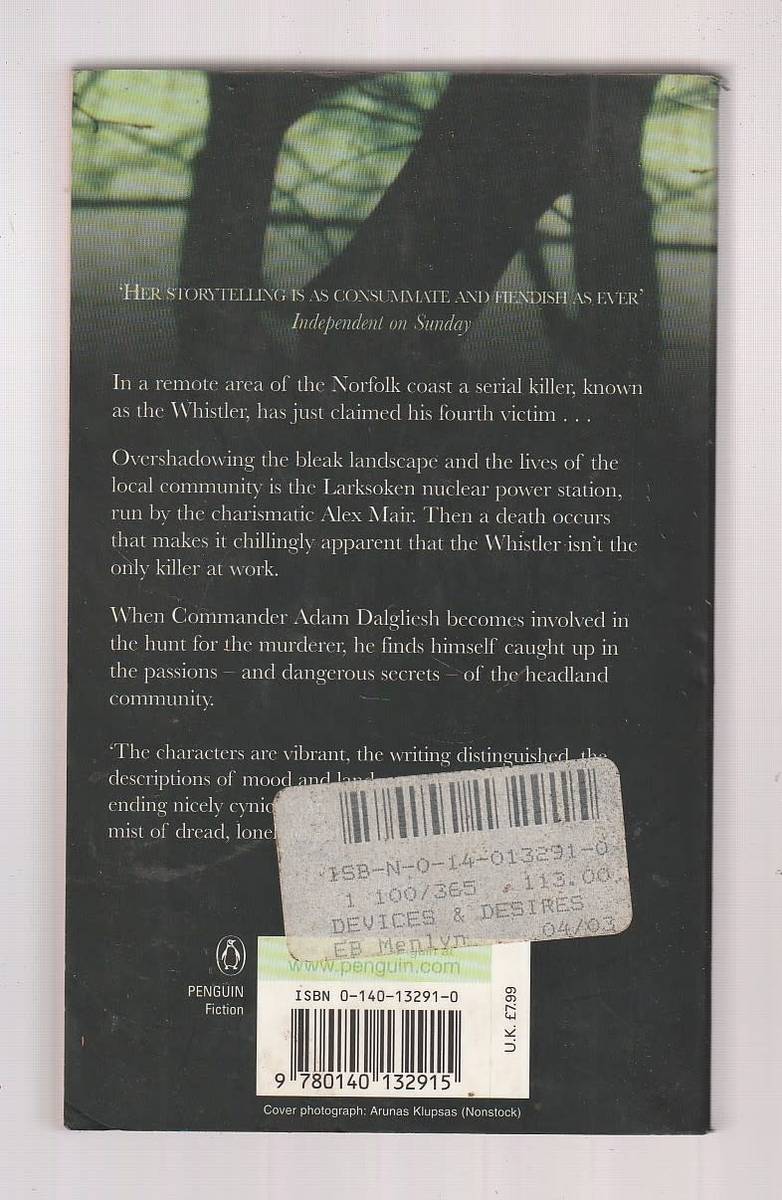 ‘HER STORYTELLING IS AS CONSUMMATE AND FIENDISH AS EVER’
Independent on Sunday
In a remote area of the Norfolk coast a serial killer, known
as the Whistler, has just claimed his fourth victim . . .
Overshadowing the bleak landscape and the lives of the
local community is the Larksoken nuclear power station,
run by the charismatic Alex Mair. Then a death occurs
that makes it chillingly apparent that the Whistler isn’t the
only killer at work.
When Commander Adam Dalgliesh becomes involved in
the hunt for the murderer, he finds himself caught up in
the passions – and dangerous secrets – of the headland
community.
‘The characters are vibrant, the writing distinguished, the
descriptions of mood and
ending nicely
mist of dread,
ISB-N-0-14-013291-0
1 100/365 113.00
DEVICES & DESIRES
EB Menlyn 04/03
www.penguin.com
PENGUIN
Fiction
ISBN 0-140-13291-0
U.K. £7.99
9 780140 132915
Cover photograph: Arunas Klupsas (Nonstock)